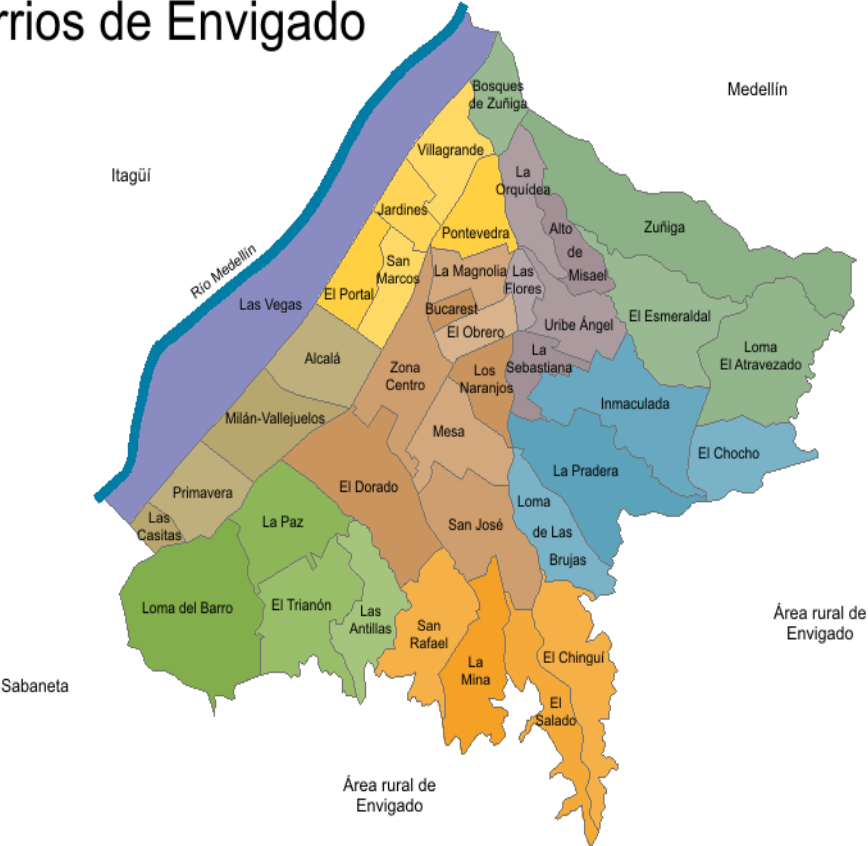 rrios de Envigado
Medellín
Itagüí
Río Medellín
Bosques
de Zuñiga
Villagrande
La
Orquídea
Jardines
Pontevedra
Alto
de
Misael
Zuñiga
San
Marcos
La Magnolia
Las
Flores
El Portal
Las Vegas
Bucarest
El Obrero
Uribe Ángel
El Esmeraldal
Loma
El Atravezado
Alcalá
Zona
Centro
Los
Naranjos
La
Sebastiana
Inmaculada
Milán-Vallejuelos
Mesa
El Chocho
La Pradera
Primavera
El Dorado
Las
Casitas
La Paz
San José
Loma
de Las
Brujas
Loma del Barro
El Trianón
Las
Antillas
San
Rafael
La
Mina
El Chinguí
El
Salado
Área rural de
Envigado
Sabaneta
Área rural de
Envigado